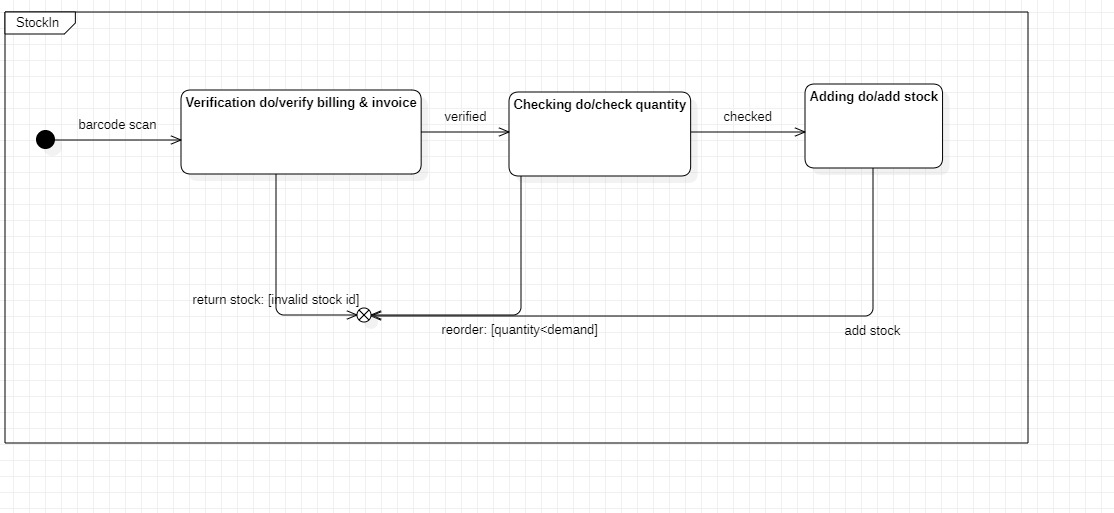 StockIn
Verification do/verify billing & invoice
Checking do/check quantity
Adding do/add stock
barcode scan
verified
checked
return stock: [invalid stock id]
reorder: [quantity<demand]
add stock